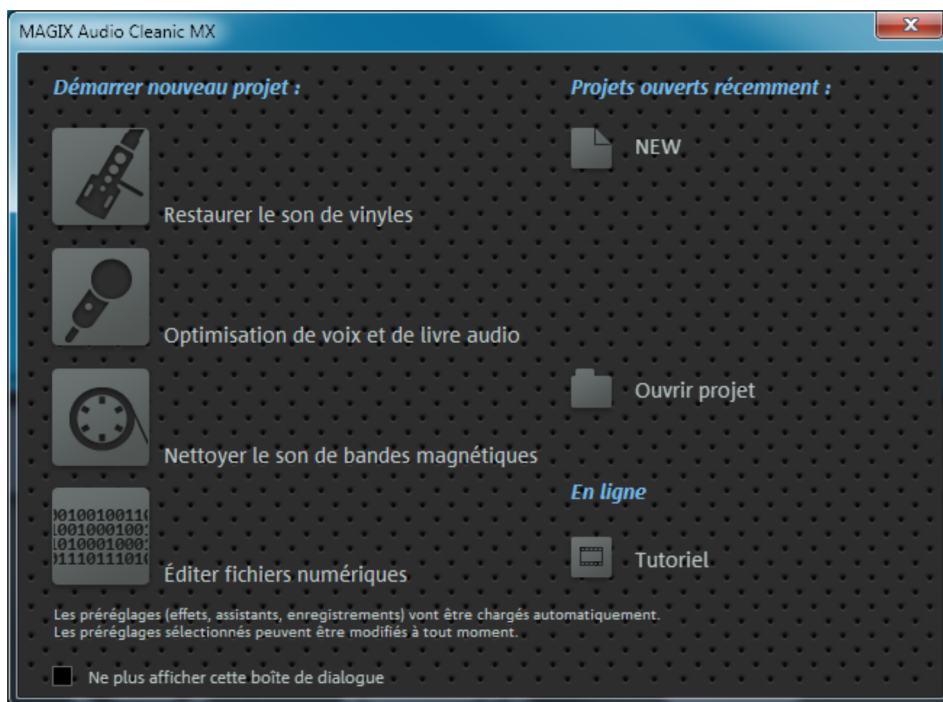 MAGIX Audio Cleanic MX
Démarrer nouveau projet :
Restaurer le son de vinyles
Optimisation de voix et de livre audio
Nettoyer le son de bandes magnétiques
Éditer fichiers numériques
Projets ouverts récemment :
NEW
Ouvrir projet
En ligne
Tutoriel
Les préréglages (effets, assistants, enregistrements) vont être chargés automatiquement.
Les préréglages sélectionnés peuvent être modifiés à tout moment.
Ne plus afficher cette boîte de dialogue